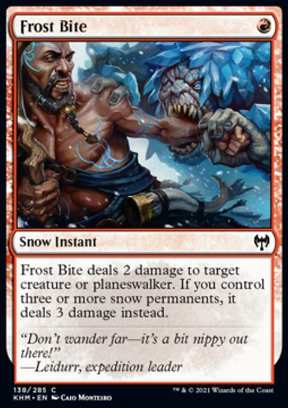 Frost Bite
Snow Instant
Frost Bite deals 2 damage to target
creature or planeswalker. If you control
three or more snow permanents, it
deals 3 damage instead.
“Don’t wander far—it’s a bit nippy out
there!”
—Leidurr, expedition leader
138/285 C
KHM • EN Caio Monteiro
™ & © 2021 Wizards of the Coast